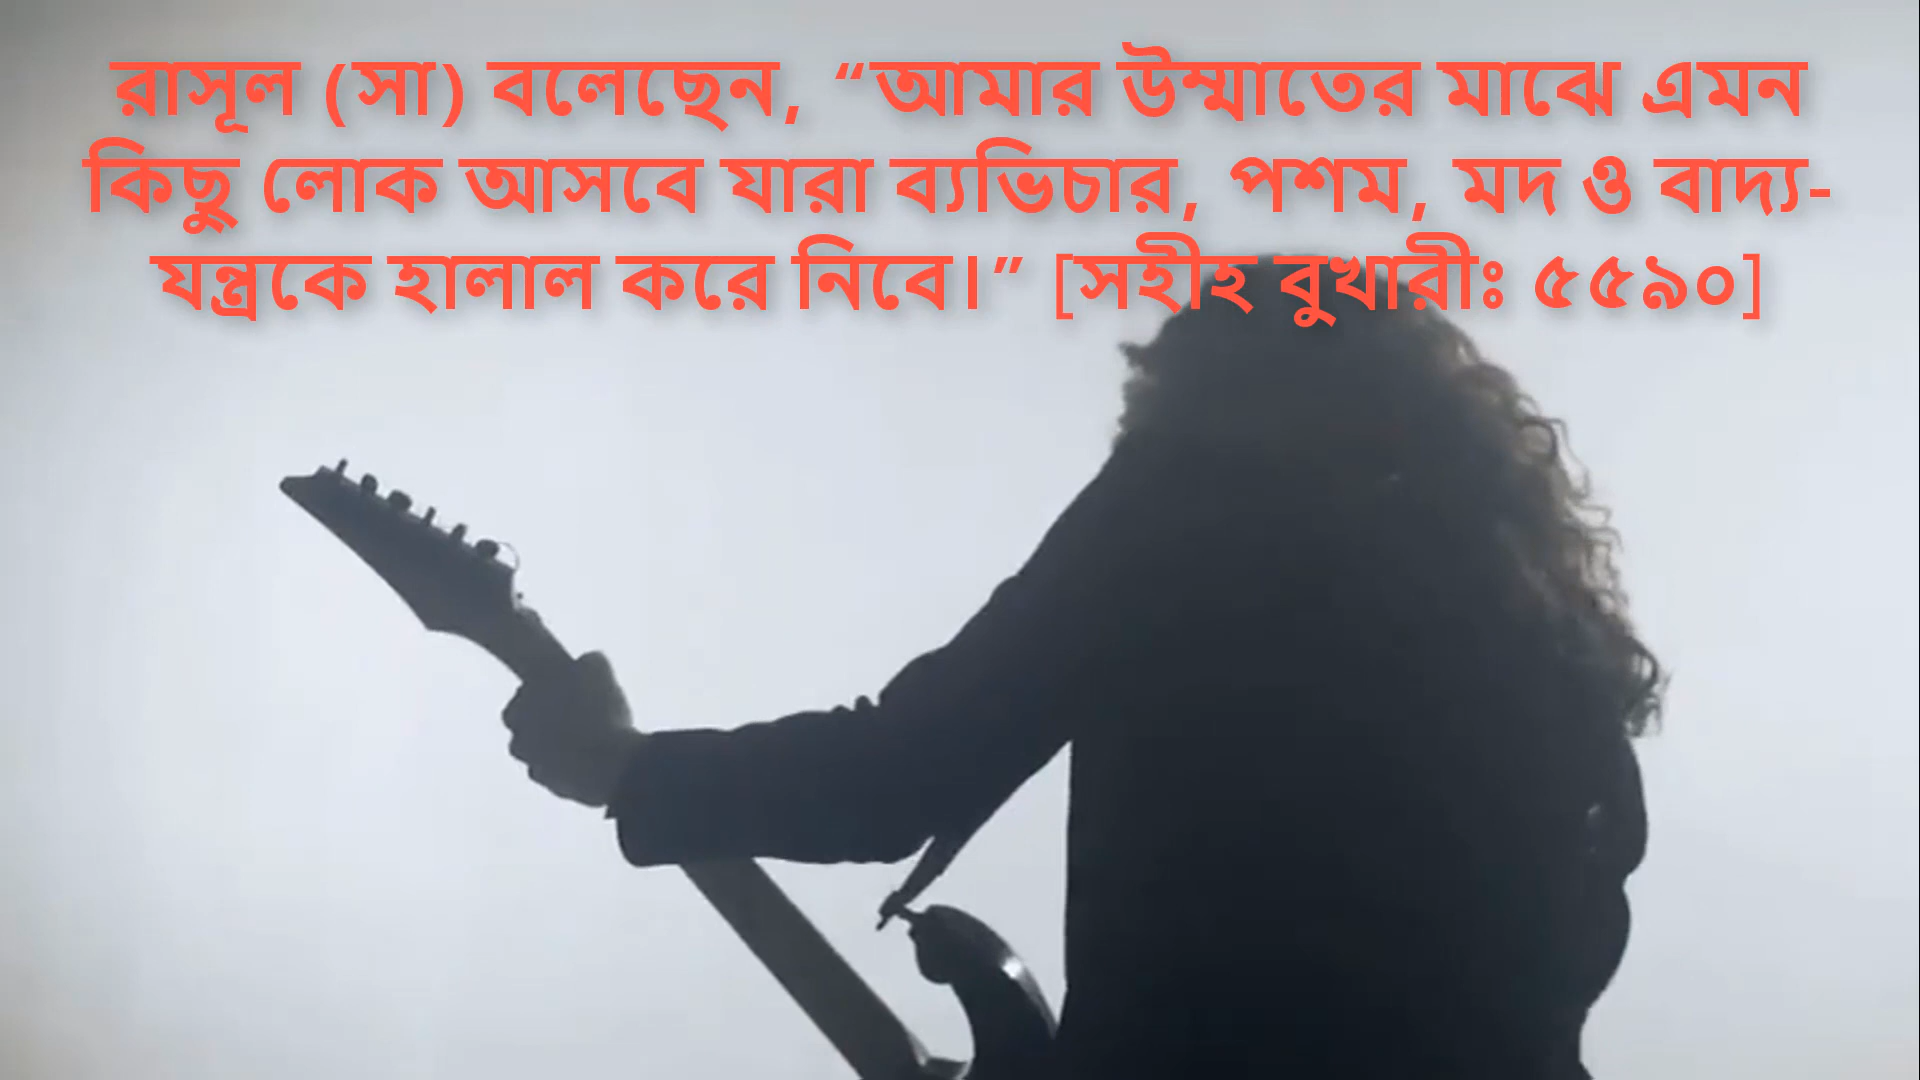 রাসূল (সা) বলেছেন, “আমার উম্মাতের মাঝে এমন
কিছু লোক আসবে যারা ব্যভিচার, পশম, মদ ও বাদ্য-
যন্ত্রকে হালাল করে নিবে।” [সহীহ বুখারীঃ ৫৫৯০]